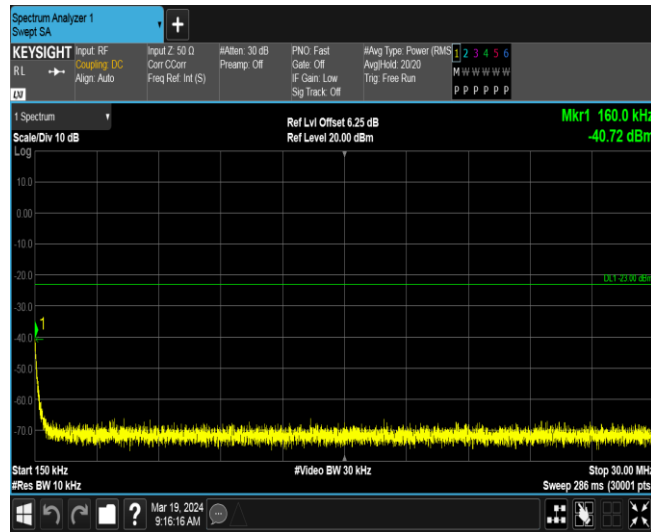 Spectrum Analyzer 1
Swept SA
+
KEYSIGHT
RL
LXI
Input: RF
Coupling: DC
Align: Auto
Input Z: 50 Ω
Corr CCorr
Freq Ref: Int (S)
#Atten: 30 dB
Preamp: Off
PNO: Fast
Gate: Off
IF Gain: Low
Sig Track: Off
#Avg Type: Power (RMS
Avg|Hold: 20/20
Trig: Free Run
1 2 3 4 5 6
M W W W W W
P P P P P P
1 Spectrum
Scale/Div 10 dB
Log
Ref Lvl Offset 6.25 dB
Ref Level 20.00 dBm
Mkr1 160.0 kHz
-40.72 dBm
10.0
0.00
-10.0
-20.0
DL1 -23.00 dBm
-30.0
1
-40.0
-50.0
-60.0
-70.0
Start 150 kHz
#Res BW 10 kHz
#Video BW 30 kHz
Stop 30.00 MHz
Sweep 286 ms (30001 pts
?
Mar 19, 2024
9:16:16 AM